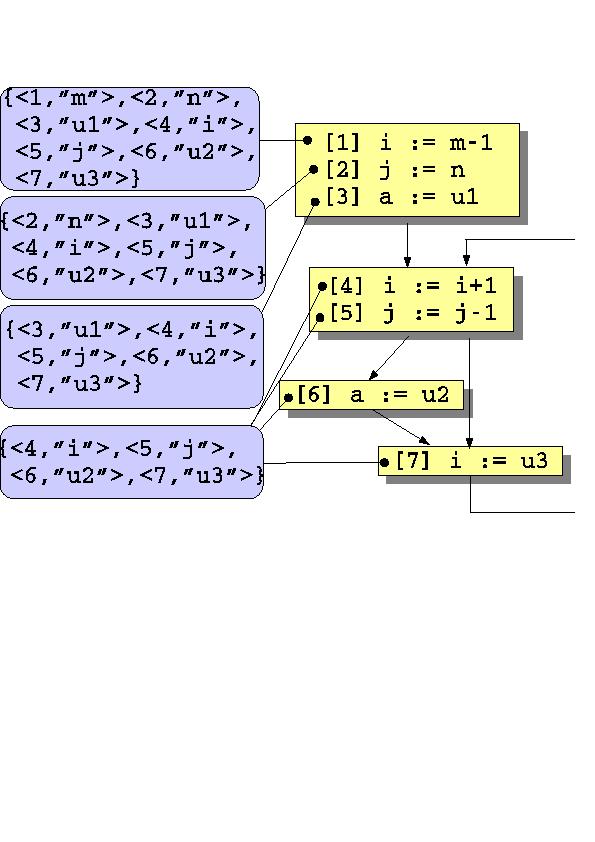 {<1,"m">,<2,"n">,
<3,"u1">,<4,"i">,
<5,"j">,<6,"u2">,
<7,"u3">}
{<2,"n">,<3,"u1">,
<4,"i">,<5,"j">,
<6,"u2">,<7,"u3">}
{<3,"u1">,<4,"i">,
<5,"j">,<6,"u2">,
<7,"u3">}
{<4,"i">,<5,"j">,
<6,"u2">,<7,"u3">}
[1] i := m-1
[2] j := n
[3] a := u1
[4] i := i+1
[5] j := j-1
[6] a := u2
[7] i := u3